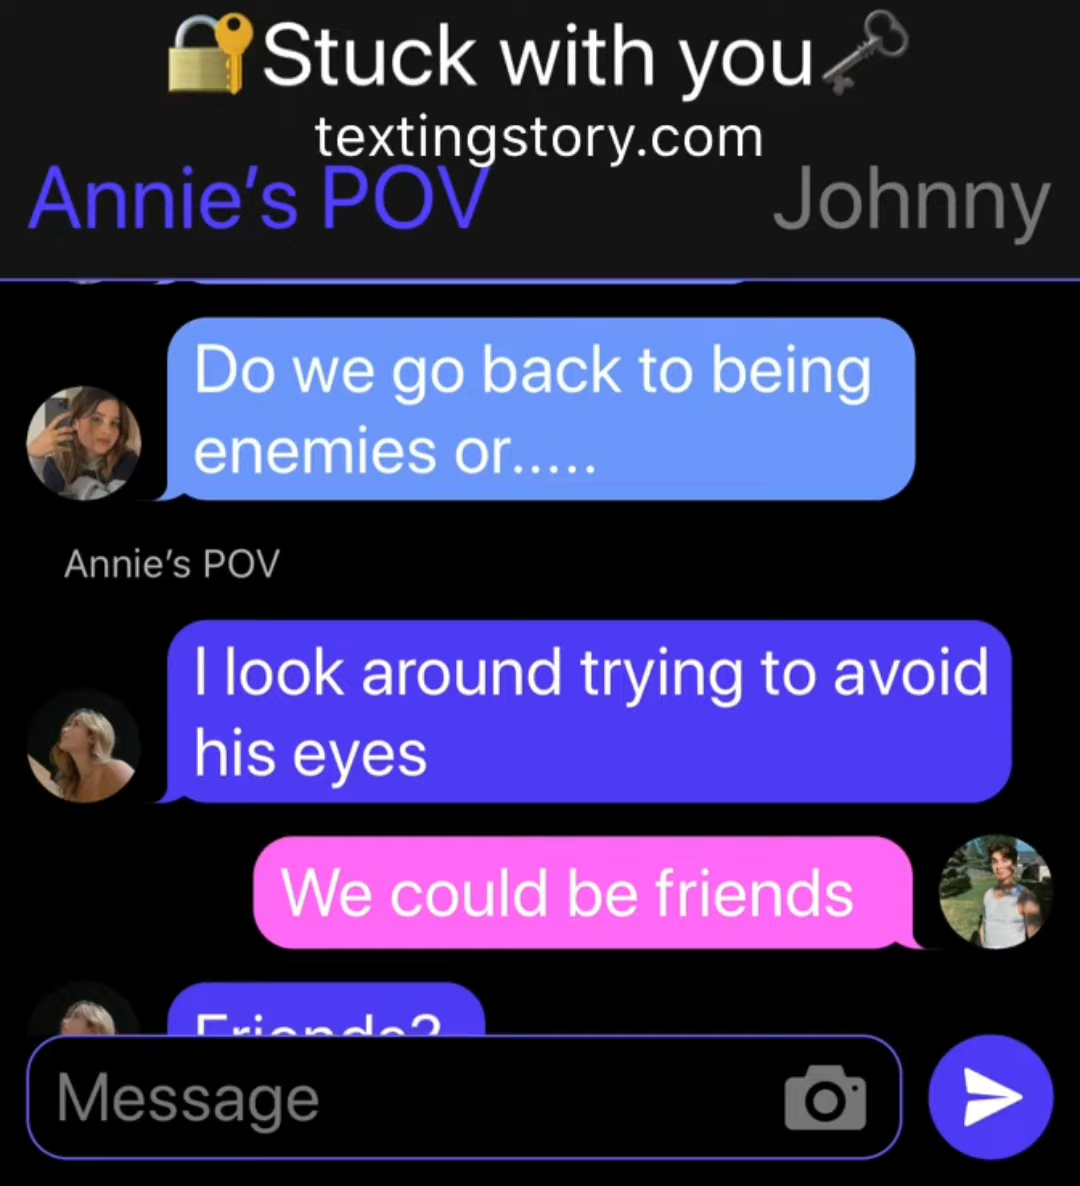 🔐Stuck with you🗝
textingstory.com
Annie's POV
Johnny
Do we go back to being
enemies or.....
Annie's POV
I look around trying to avoid
his eyes
We could be friends
Friends?
Message